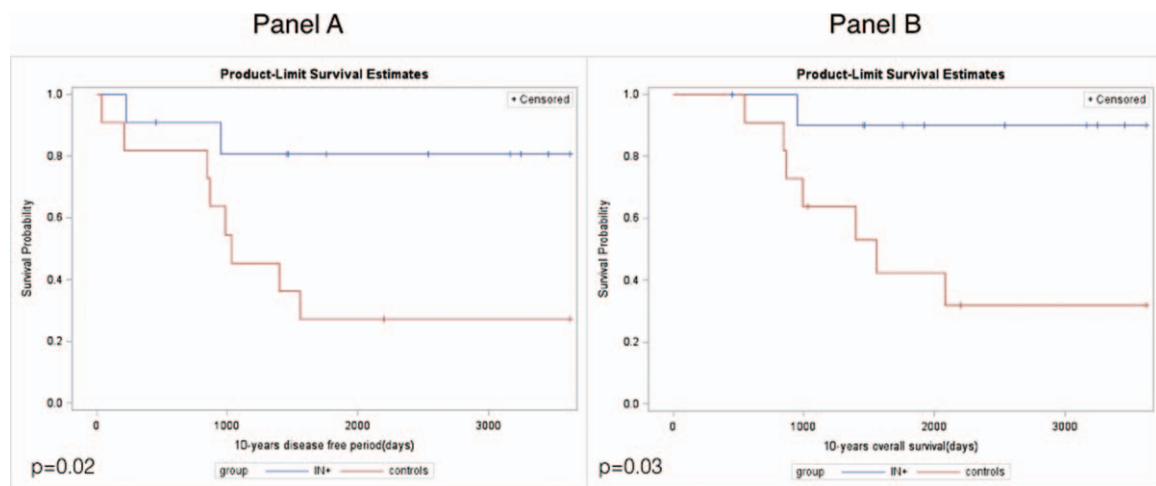 Panel A
Panel B
Product-Limit Survival Estimates
+ Censored
1.0
0.8
0.6
0.4
0.2
0.0
Survival Probability
0
1000
2000
3000
10-years disease free period(days)
p=0.02
group IN+ controls
Product-Limit Survival Estimates
+ Censored
1.0
0.8
0.6
0.4
0.2
0.0
Survival Probability
0
1000
2000
3000
10-years overall survival(days)
p=0.03
group IN+ controls